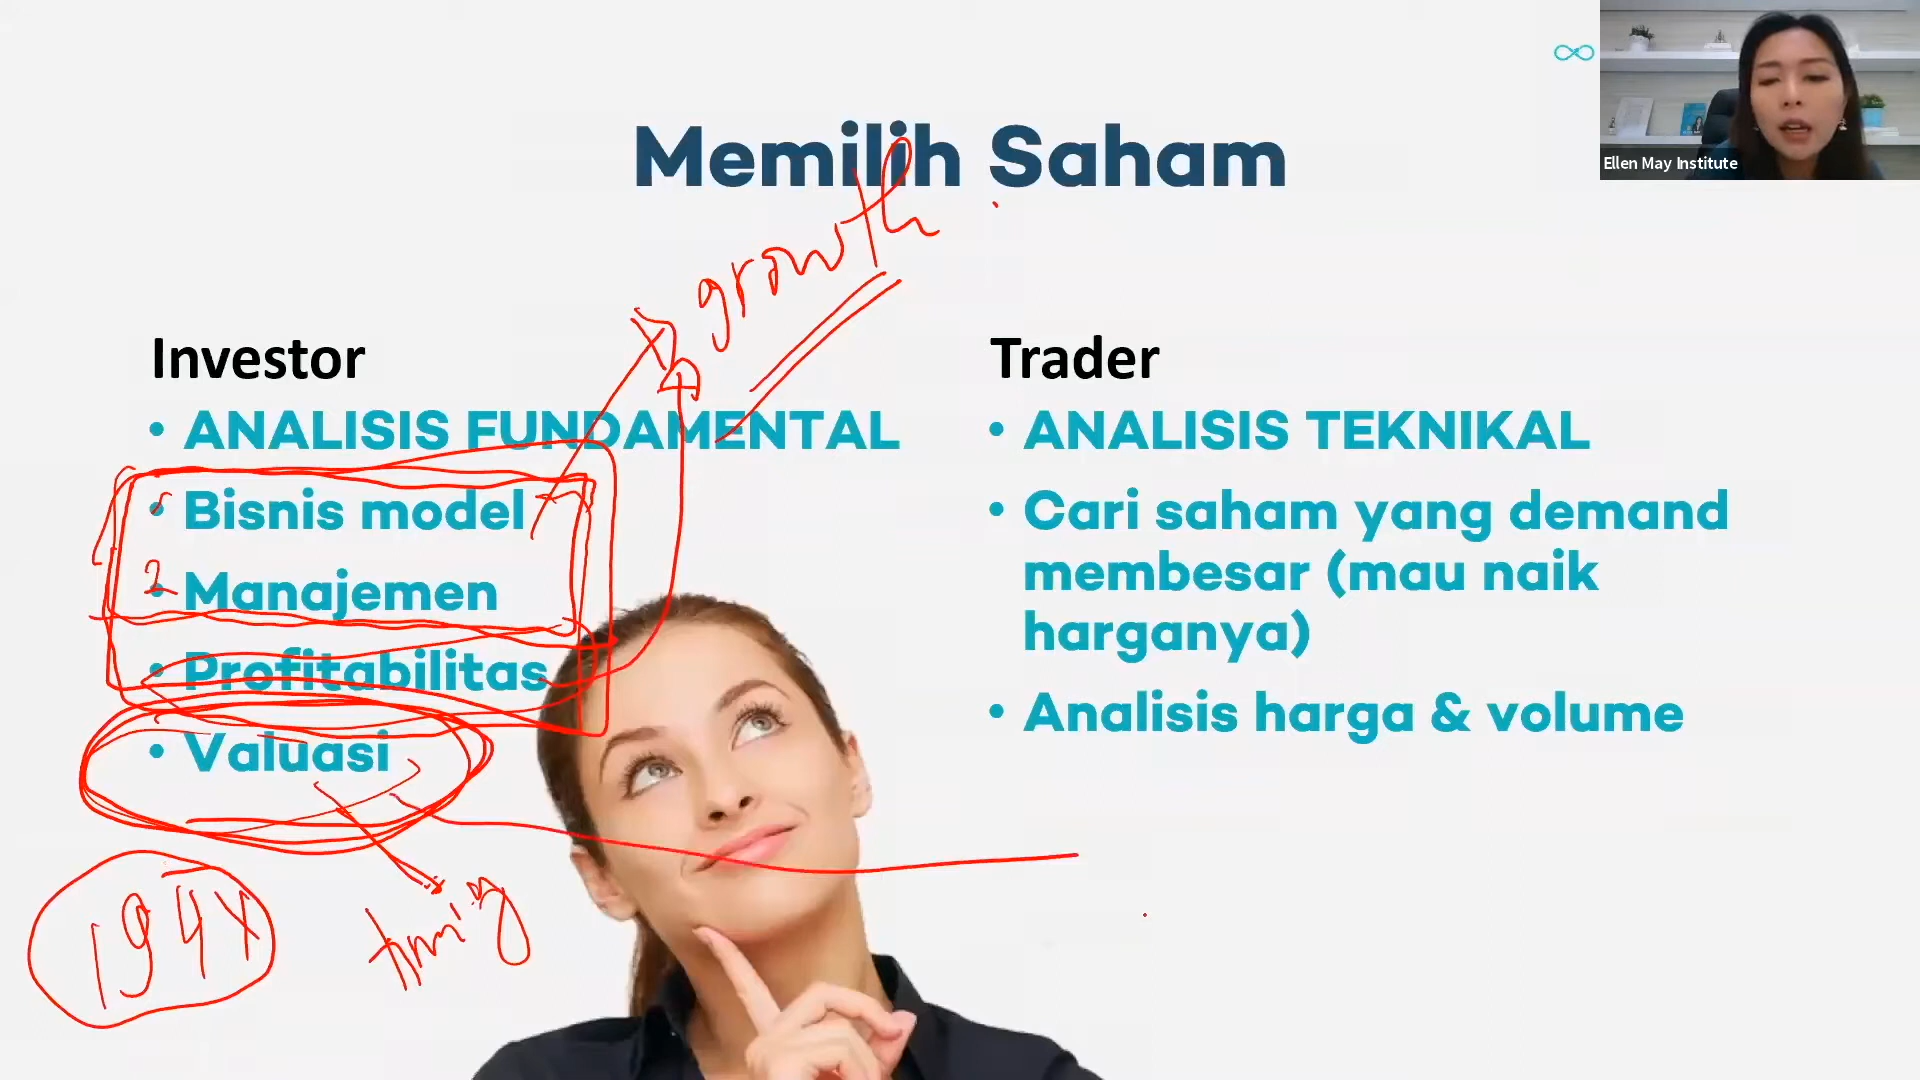 Ellen May Institute
Memilih Saham
growth
Investor
• ANALISIS FUNDAMENTAL
• Bisnis model
2 • Manajemen
• Profitabilitas
• Valuasi
194x
timing
Trader
• ANALISIS TEKNIKAL
• Cari saham yang demand
membesar (mau naik
harganya)
• Analisis harga & volume